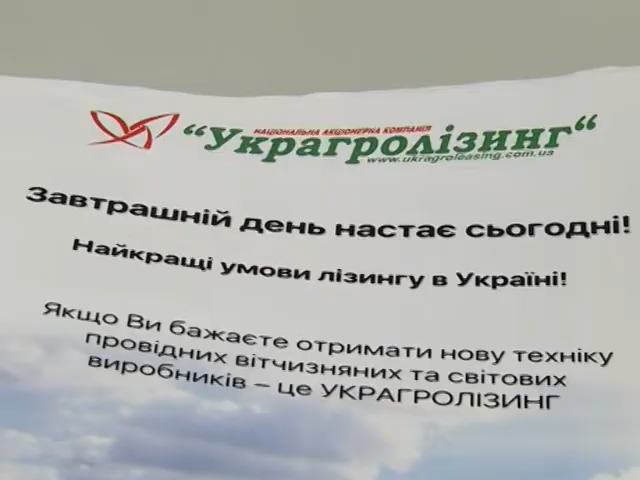 НАЦІОНАЛЬНА АКЦІОНЕРНА КОМПАНІЯ
“Украгролізинг“
www.ukragroleasing.com.ua
Завтрашній день настає сьогодні!
Найкращі умови лізингу в Україні!
Якщо Ви бажаєте отримати нову техніку
провідних вітчизняних та світових
виробників – це УКРАГРОЛІЗИНГ